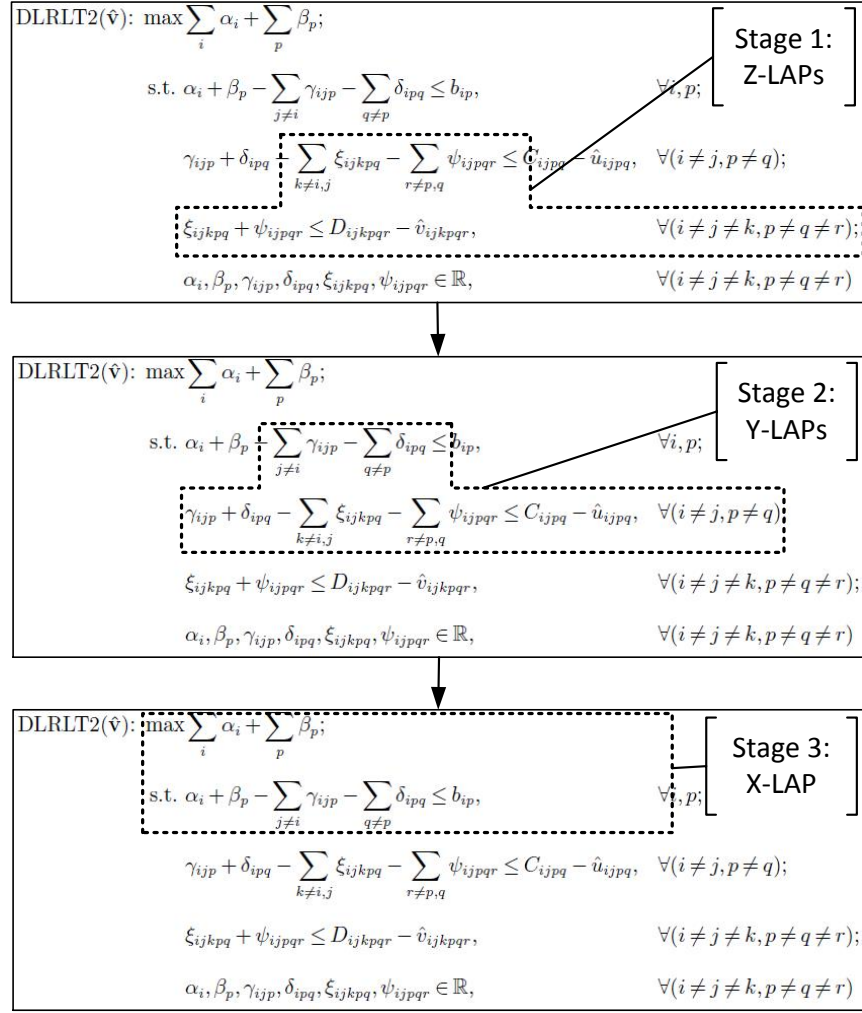 DLRLT2(v̂): max ∑_i α_i + ∑_p β_p;
Stage 1:
Z-LAPs
s.t. α_i + β_p − ∑_{j≠i} γ_{ijp} − ∑_{q≠p} δ_{ipq} ≤ b_{ip}, ∀i, p;
γ_{ijp} + δ_{ipq} − ∑_{k≠i,j} ξ_{ijkpq} − ∑_{r≠p,q} ψ_{ijpqr} ≤ C_{ijpq} − û_{ijpq}, ∀(i ≠ j, p ≠ q);
ξ_{ijkpq} + ψ_{ijpqr} ≤ D_{ijkpqr} − v̂_{ijkpqr}, ∀(i ≠ j ≠ k, p ≠ q ≠ r);
α_i, β_p, γ_{ijp}, δ_{ipq}, ξ_{ijkpq}, ψ_{ijpqr} ∈ ℝ, ∀(i ≠ j ≠ k, p ≠ q ≠ r)
DLRLT2(v̂): max ∑_i α_i + ∑_p β_p;
Stage 2:
Y-LAPs
s.t. α_i + β_p − ∑_{j≠i} γ_{ijp} − ∑_{q≠p} δ_{ipq} ≤ b_{ip}, ∀i, p;
γ_{ijp} + δ_{ipq} − ∑_{k≠i,j} ξ_{ijkpq} − ∑_{r≠p,q} ψ_{ijpqr} ≤ C_{ijpq} − û_{ijpq}, ∀(i ≠ j, p ≠ q)
ξ_{ijkpq} + ψ_{ijpqr} ≤ D_{ijkpqr} − v̂_{ijkpqr}, ∀(i ≠ j ≠ k, p ≠ q ≠ r);
α_i, β_p, γ_{ijp}, δ_{ipq}, ξ_{ijkpq}, ψ_{ijpqr} ∈ ℝ, ∀(i ≠ j ≠ k, p ≠ q ≠ r)
DLRLT2(v̂): max ∑_i α_i + ∑_p β_p;
Stage 3:
X-LAP
s.t. α_i + β_p − ∑_{j≠i} γ_{ijp} − ∑_{q≠p} δ_{ipq} ≤ b_{ip}, ∀i, p;
γ_{ijp} + δ_{ipq} − ∑_{k≠i,j} ξ_{ijkpq} − ∑_{r≠p,q} ψ_{ijpqr} ≤ C_{ijpq} − û_{ijpq}, ∀(i ≠ j, p ≠ q);
ξ_{ijkpq} + ψ_{ijpqr} ≤ D_{ijkpqr} − v̂_{ijkpqr}, ∀(i ≠ j ≠ k, p ≠ q ≠ r);
α_i, β_p, γ_{ijp}, δ_{ipq}, ξ_{ijkpq}, ψ_{ijpqr} ∈ ℝ, ∀(i ≠ j ≠ k, p ≠ q ≠ r)